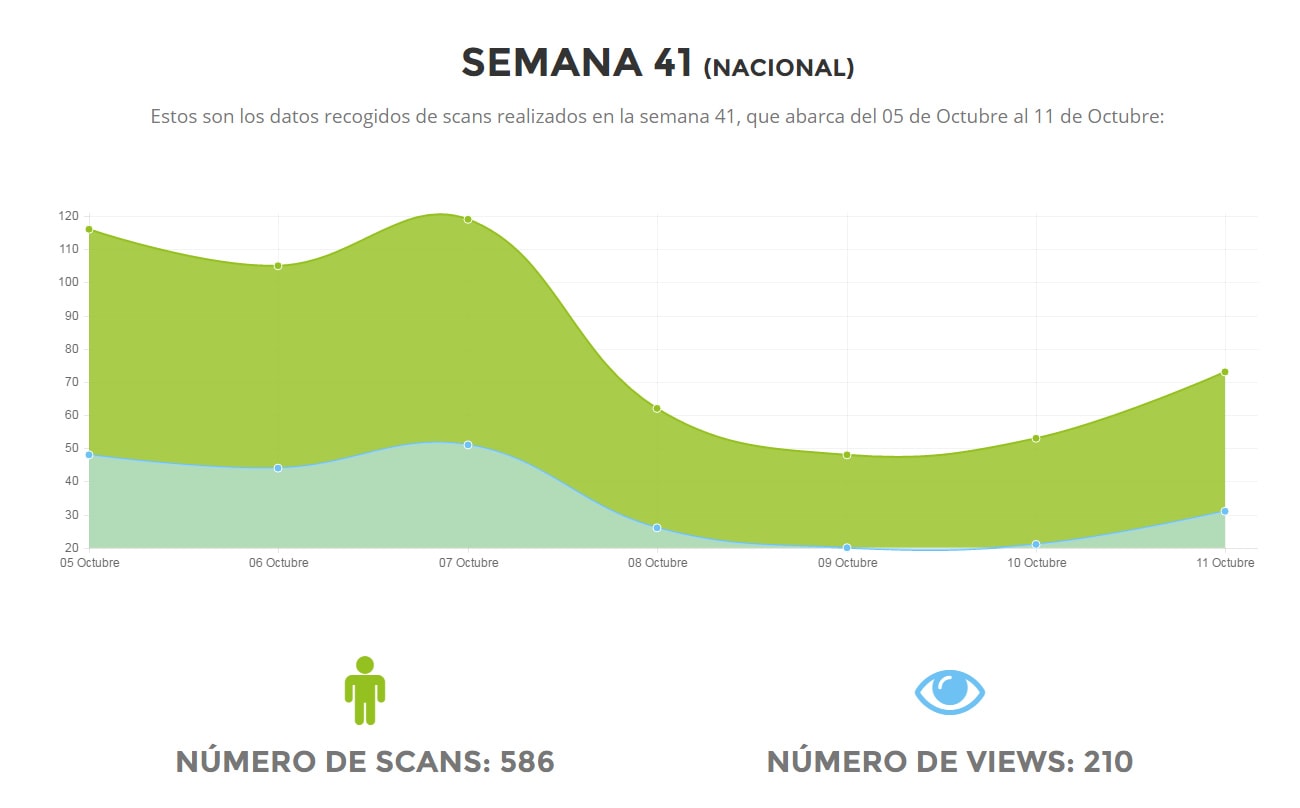 SEMANA 41 (NACIONAL)
Estos son los datos recogidos de scans realizados en la semana 41, que abarca del 05 de Octubre al 11 de Octubre:
120
110
100
90
80
70
60
50
40
30
20
05 Octubre 06 Octubre 07 Octubre 08 Octubre 09 Octubre 10 Octubre 11 Octubre
NÚMERO DE SCANS: 586
NÚMERO DE VIEWS: 210